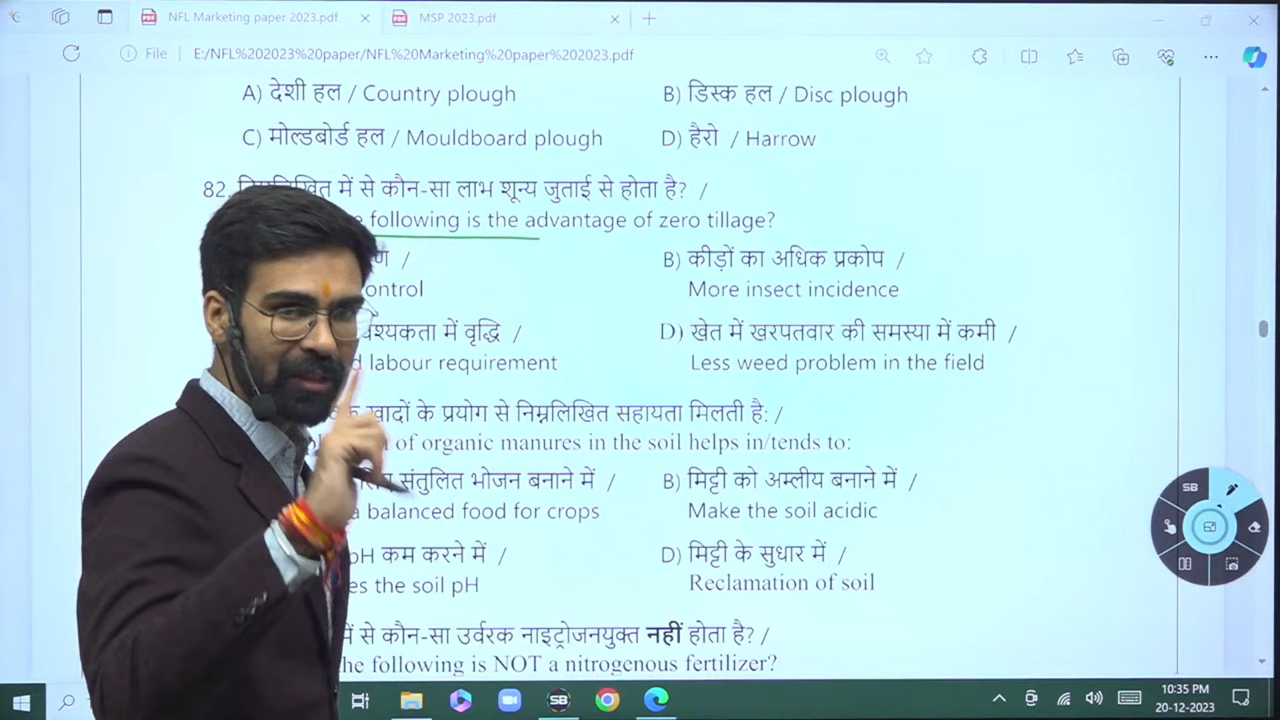 NFL Marketing paper 2023.pdf
MSP 2023.pdf
File
E:/NFL%202023%20paper/NFL%20Marketing%20paper%202023.pdf
A) देशी हल / Country plough
B) डिस्क हल / Disc plough
C) मोल्डबोर्ड हल / Mouldboard plough
D) हैरो / Harrow
82. निम्नलिखित में से कौन-सा लाभ शून्य जुताई से होता है? /
following is the advantage of zero tillage?
B) कीड़ों का अधिक प्रकोप /
More insect incidence
में वृद्धि /
labour requirement
D) खेत में खरपतवार की समस्या में कमी /
Less weed problem in the field
खादों के प्रयोग से निम्नलिखित सहायता मिलती है: /
of organic manures in the soil helps in/tends to:
संतुलित भोजन बनाने में /
a balanced food for crops
B) मिट्टी को अम्लीय बनाने में /
Make the soil acidic
pH कम करने में /
the soil pH
D) मिट्टी के सुधार में /
Reclamation of soil
में से कौन-सा उर्वरक नाइट्रोजनयुक्त नहीं होता है? /
the following is NOT a nitrogenous fertilizer?
SB
SB
10:35 PM
20-12-2023